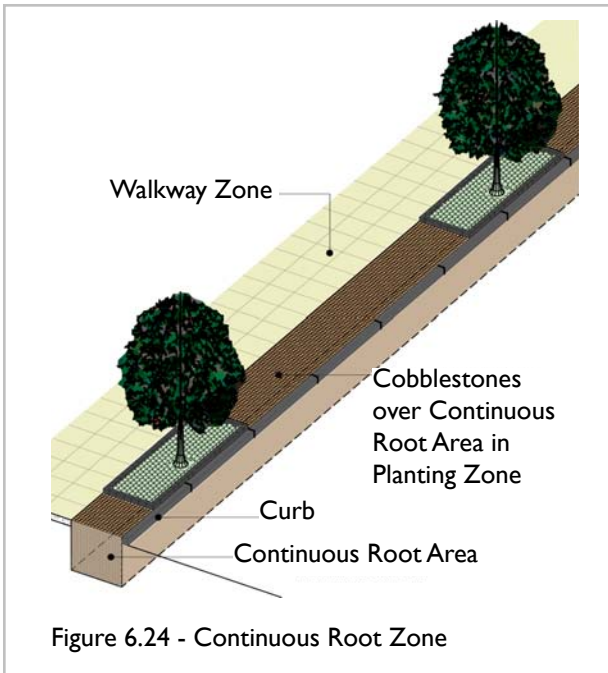 Walkway Zone
Cobblestones
over Continuous
Root Area in
Planting Zone
Curb
Continuous Root Area
Figure 6.24 - Continuous Root Zone